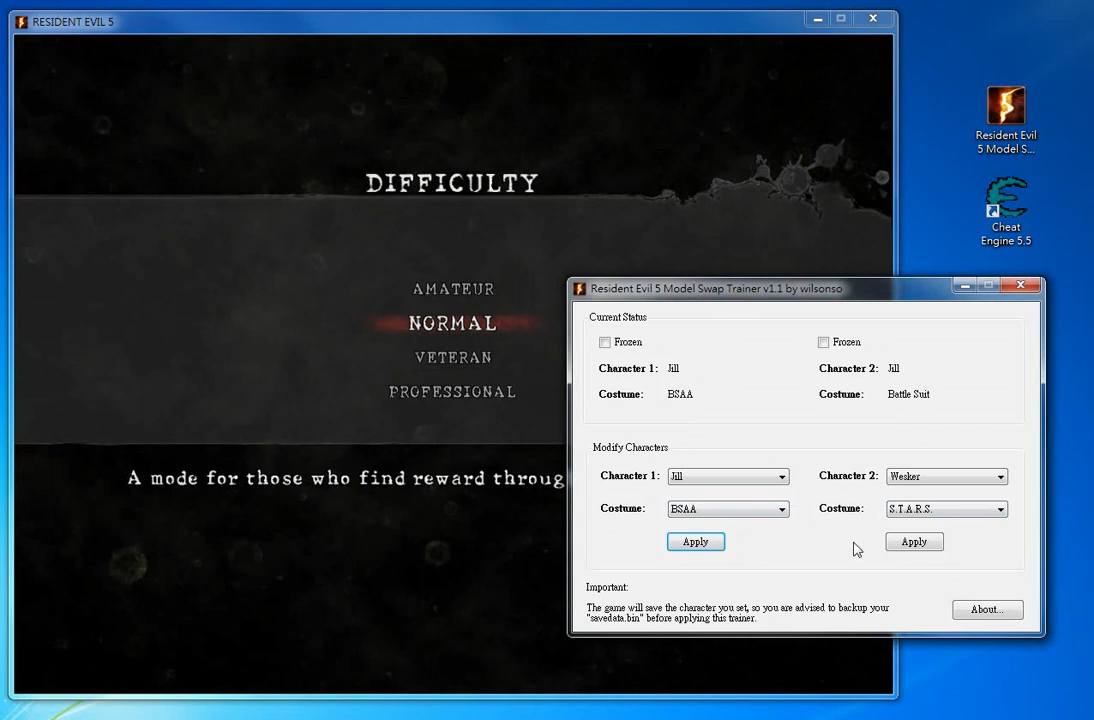 RESIDENT EVIL 5
DIFFICULTY
AMATEUR
NORMAL
VETERAN
PROFESSIONAL
A mode for those who find reward throug
Resident Evil
5 Model S...
Cheat
Engine 5.5
Resident Evil 5 Model Swap Trainer v1.1 by wilsonso
Current Status
Frozen
Frozen
Character 1: Jill
Character 2: Jill
Costume: BSAA
Costume: Battle Suit
Modify Characters
Character 1: Jill
Character 2: Wesker
Costume: BSAA
Costume: S.T.A.R.S.
Apply
Apply
Important:
The game will save the character you set, so you are advised to backup your
"savedata.bin" before applying this trainer.
About...